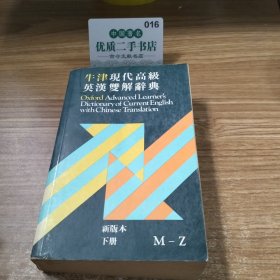 016
优质二手书店
牛津現代高級
英漢雙解辭典
Oxford Advanced Learner's
Dictionary of Current English
with Chinese Translation
新版本
下册
M-Z